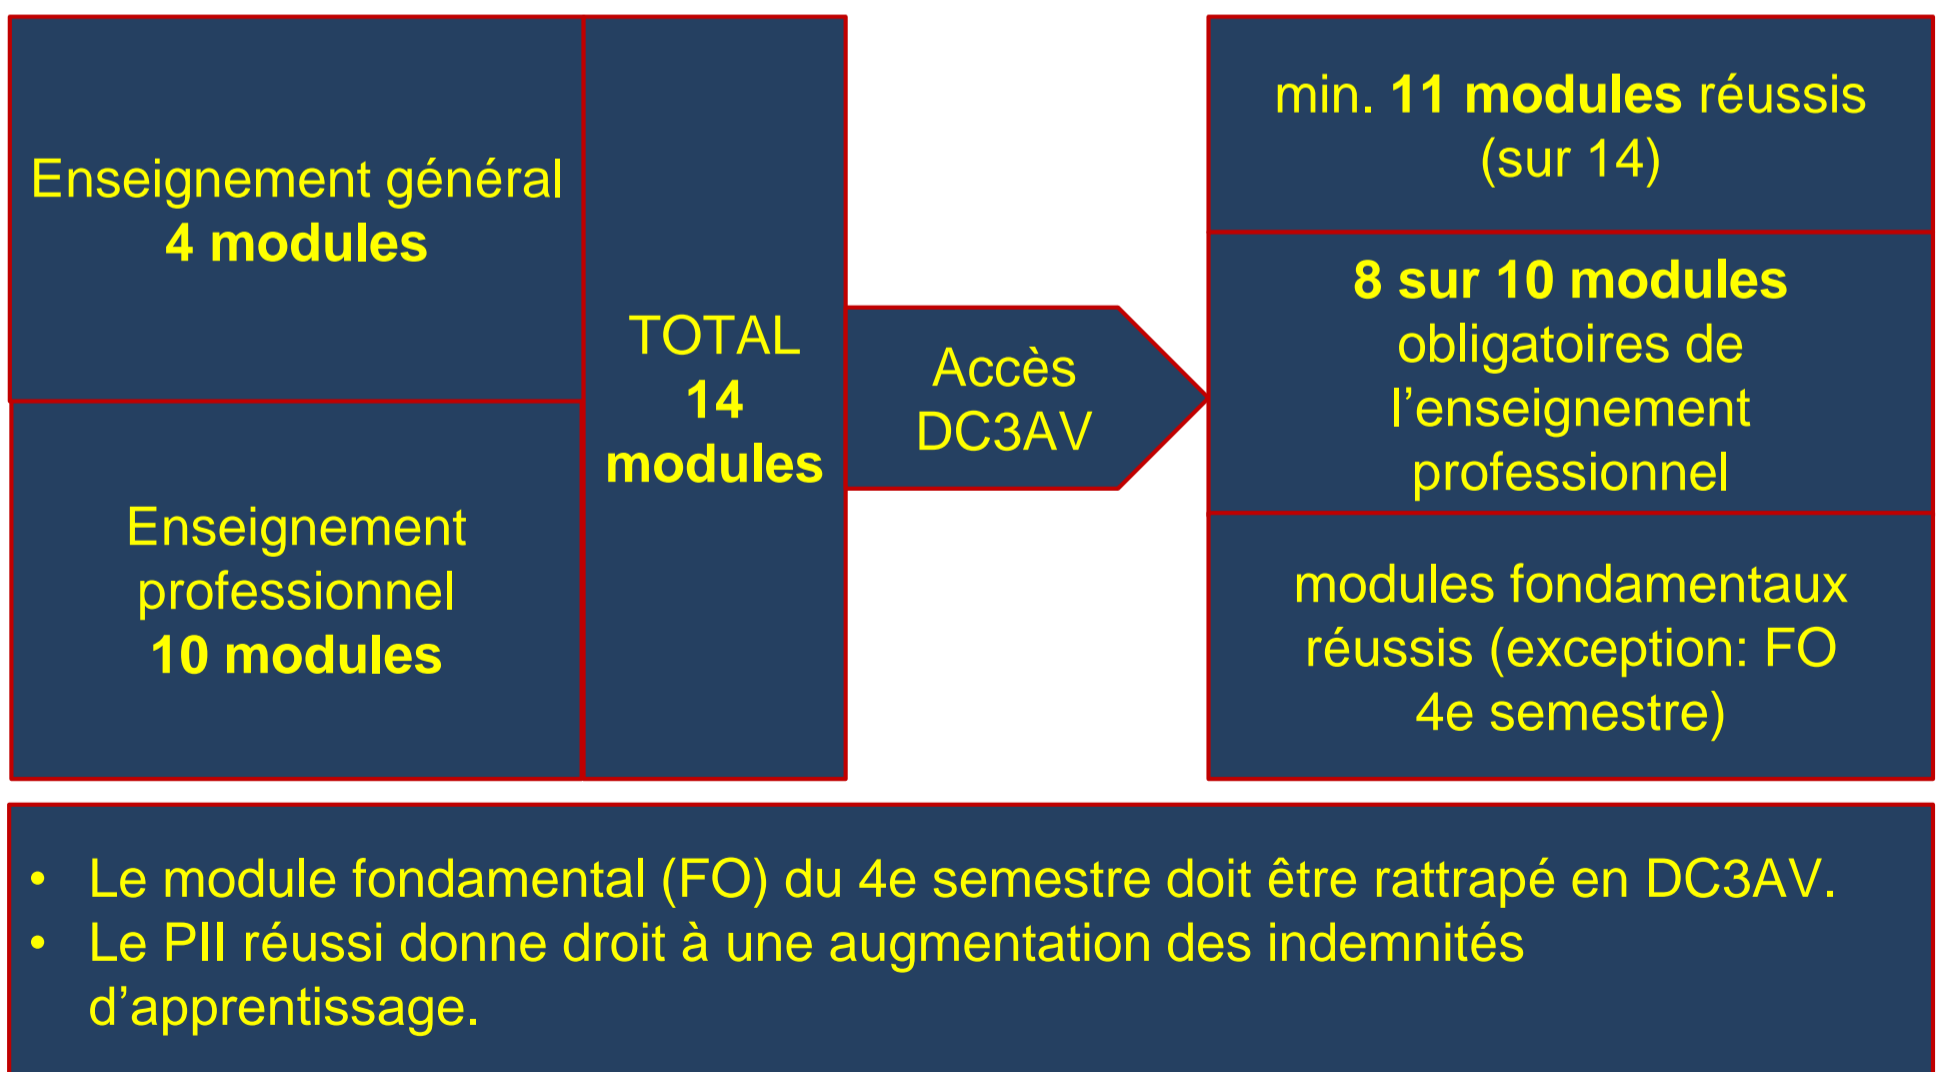 Enseignement général
4 modules
Enseignement
professionnel
10 modules
TOTAL
14
modules
Accès
DC3AV
min. 11 modules réussis
(sur 14)
8 sur 10 modules
obligatoires de
l’enseignement
professionnel
modules fondamentaux
réussis (exception: FO
4e semestre)
• Le module fondamental (FO) du 4e semestre doit être rattrapé en DC3AV.
• Le PII réussi donne droit à une augmentation des indemnités
d’apprentissage.